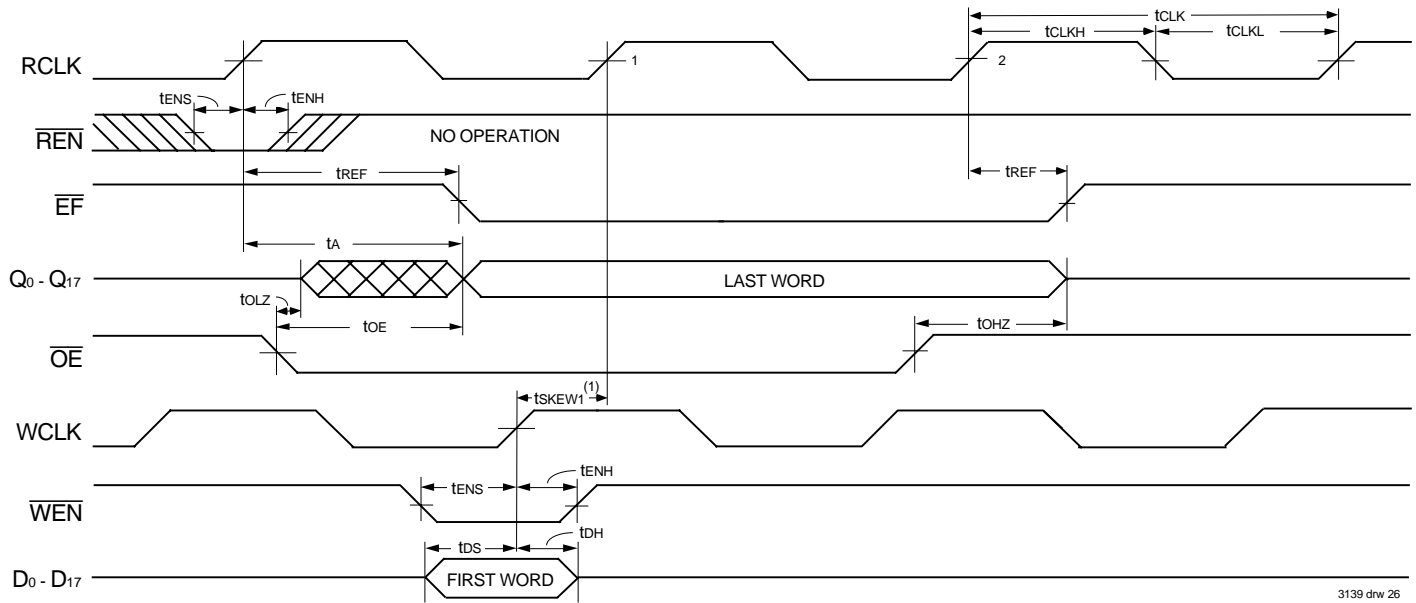 tCLK
tCLKH tCLKL
RCLK 1 2
tENS tENH
REN NO OPERATION
tREF tREF
EF
tA
Q0 - Q17 LAST WORD
tOLZ
tOE tOHZ
OE
tSKEW1(1)
WCLK
tENS tENH
WEN
tDS tDH
D0 - D17 FIRST WORD
3139 drw 26